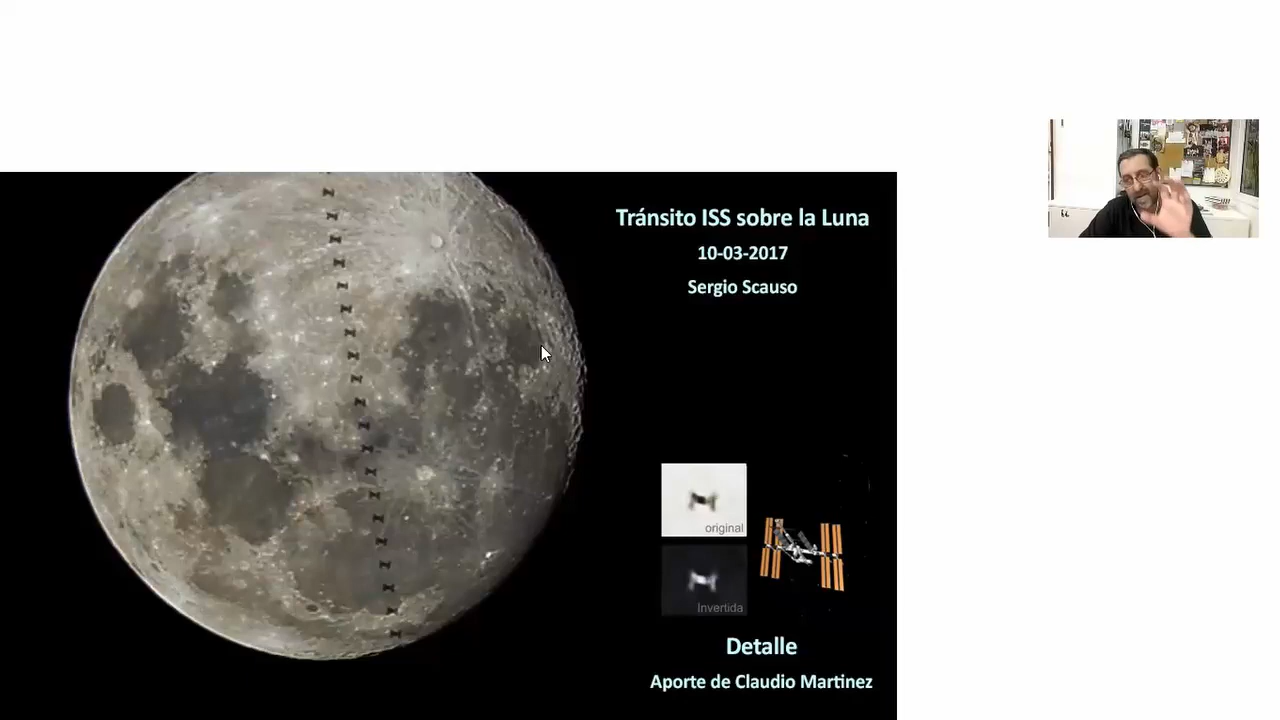 Tránsito ISS sobre la Luna
10-03-2017
Sergio Scauso
original
Invertida
Detalle
Aporte de Claudio Martinez